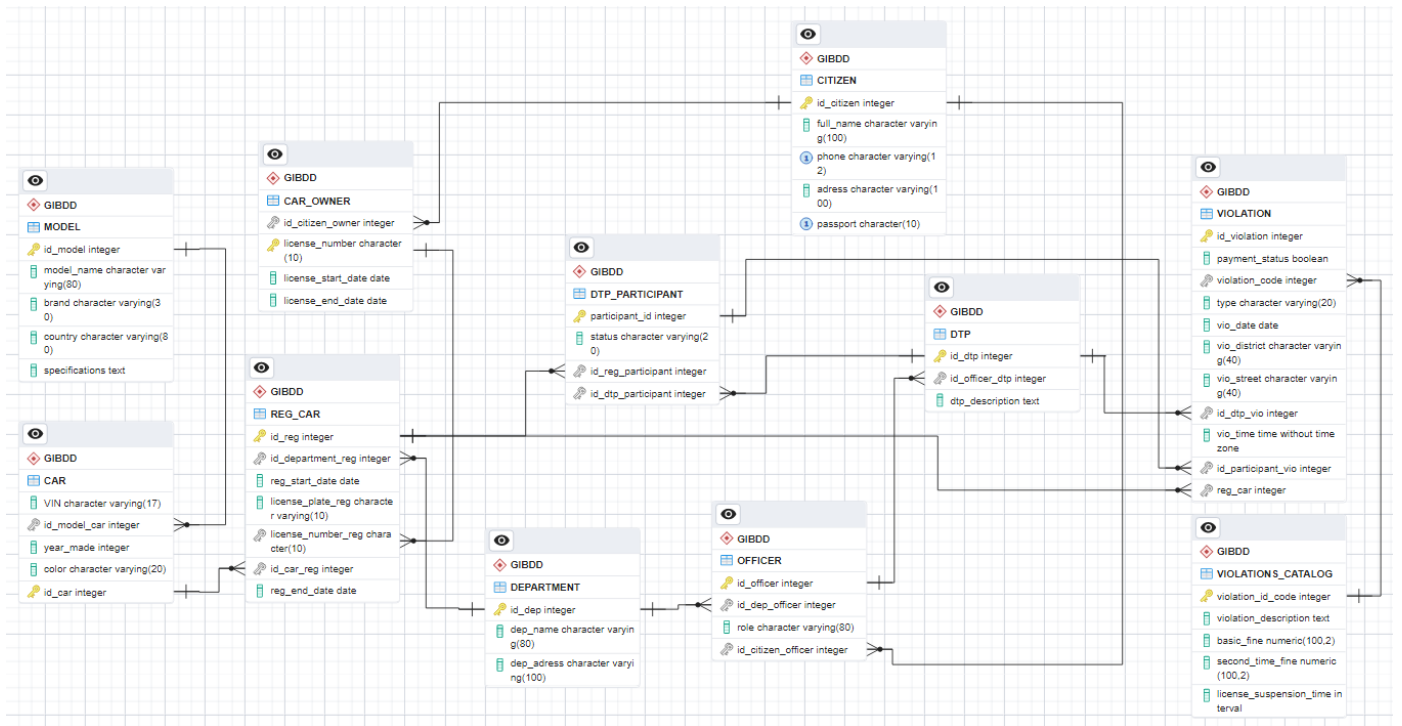 GIBDD
CITIZEN
id_citizen integer
full_name character varyin
g(100)
phone character varying(1
2)
adress character varying(1
00)
passport character(10)
GIBDD
CAR_OWNER
id_citizen_owner integer
license_number character
(10)
license_start_date date
license_end_date date
GIBDD
MODEL
id_model integer
model_name character var
ying(80)
brand character varying(3
0)
country character varying(8
0)
specifications text
GIBDD
VIOLATION
id_violation integer
payment_status boolean
violation_code integer
type character varying(20)
vio_date date
vio_district character varyin
g(40)
vio_street character varyin
g(40)
id_dtp_vio integer
vio_time time without time
zone
id_participant_vio integer
reg_car integer
GIBDD
DTP_PARTICIPANT
participant_id integer
status character varying(2
0)
id_reg_participant integer
id_dtp_participant integer
GIBDD
DTP
id_dtp integer
id_officer_dtp integer
dtp_description text
GIBDD
REG_CAR
id_reg integer
id_department_reg integer
reg_start_date date
license_plate_reg characte
r varying(10)
license_number_reg chara
cter(10)
id_car_reg integer
reg_end_date date
GIBDD
CAR
VIN character varying(17)
id_model_car integer
year_made integer
color character varying(20)
id_car integer
GIBDD
DEPARTMENT
id_dep integer
dep_name character varyin
g(80)
dep_adress character varyi
ng(100)
GIBDD
OFFICER
id_officer integer
id_dep_officer integer
role character varying(80)
id_citizen_officer integer
GIBDD
VIOLATIONS_CATALOG
violation_id_code integer
violation_description text
basic_fine numeric(100,2)
second_time_fine numeric
(100,2)
license_suspension_time in
terval